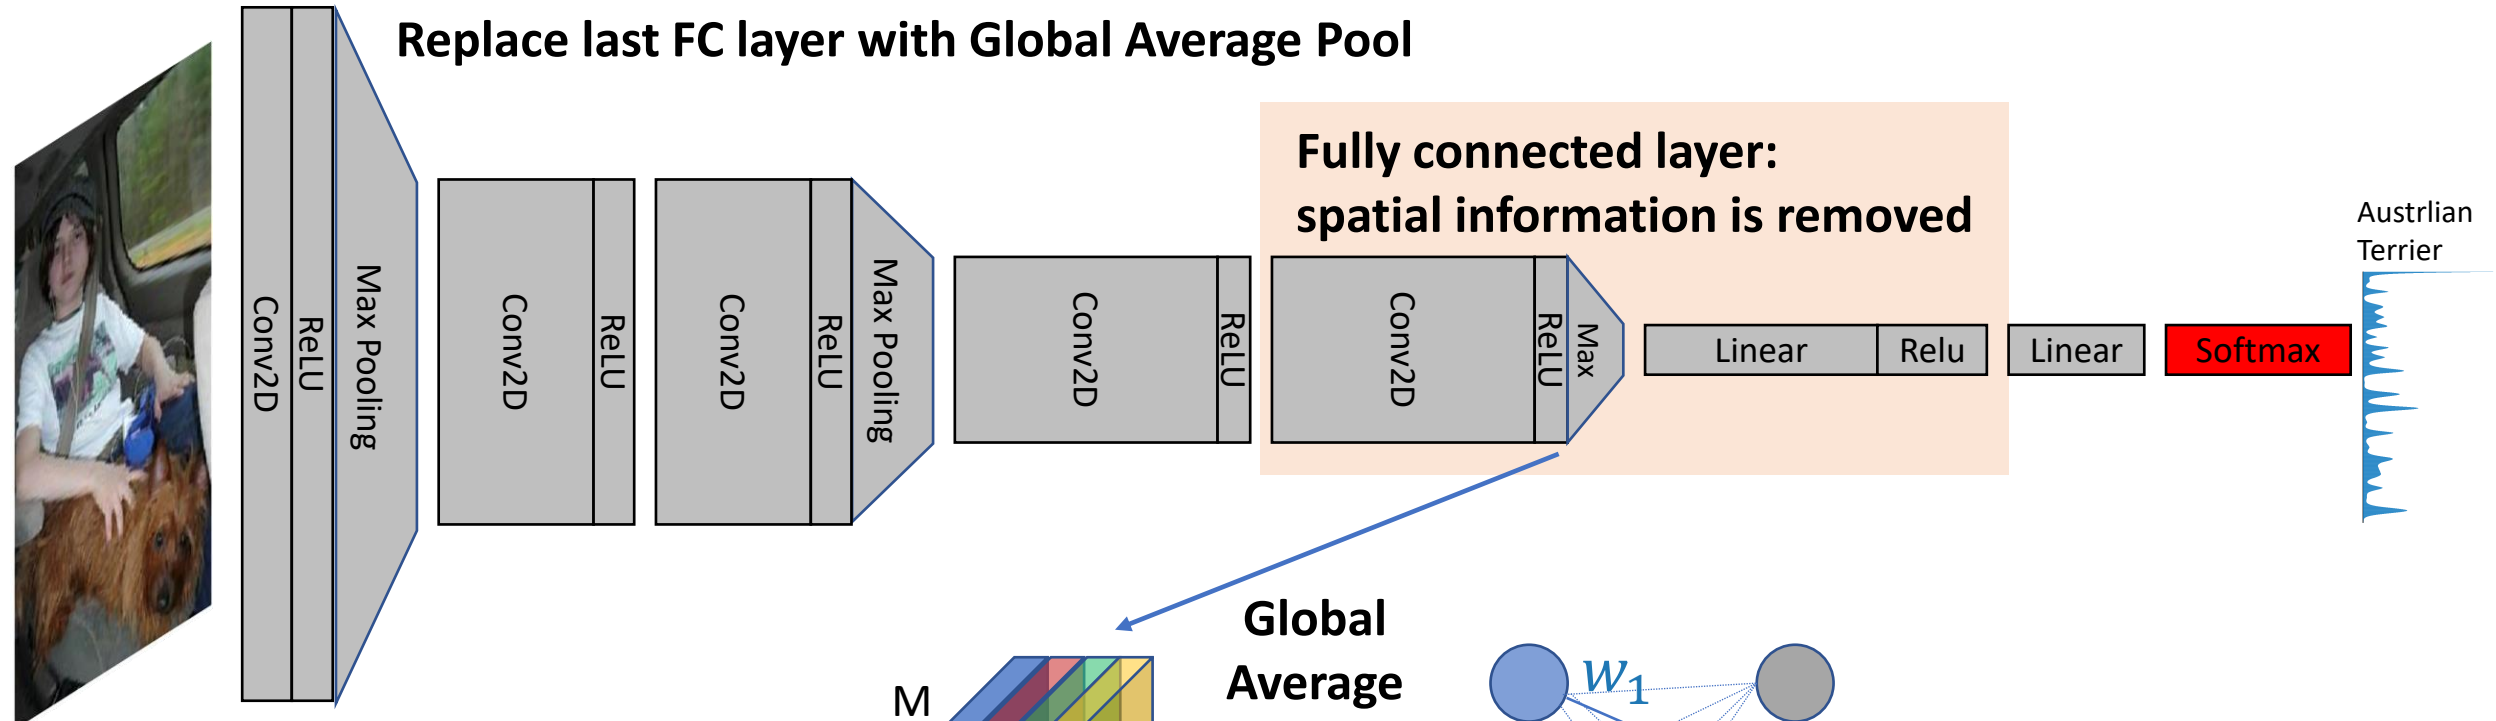 Replace last FC layer with Global Average Pool
Fully connected layer:
spatial information is removed
Austrlian
Terrier
Conv2D
ReLU
Max Pooling
Conv2D
ReLU
Conv2D
ReLU
Max Pooling
Conv2D
ReLU
Conv2D
ReLU
Max
Linear
Relu
Linear
Softmax
Global
Average
M
w₁